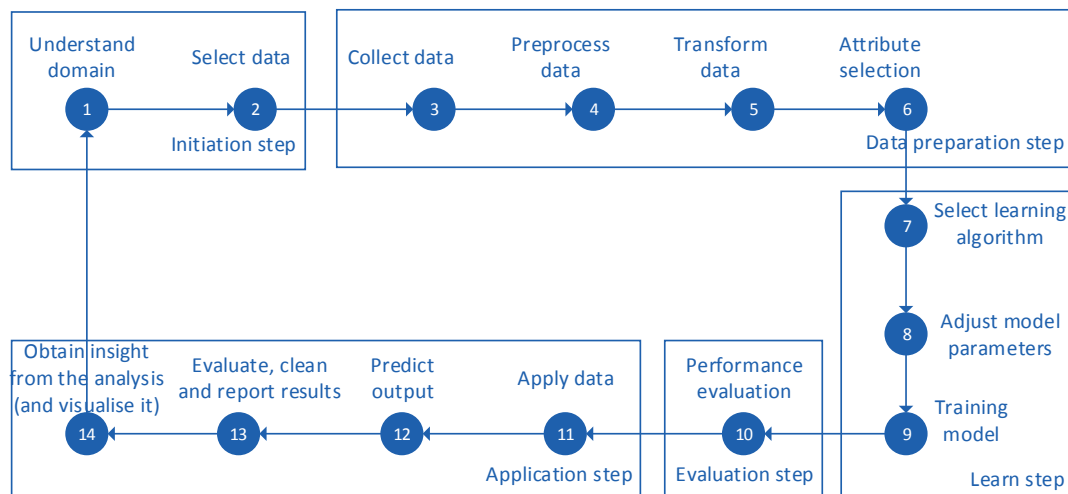 Understand
domain
1
Select data
2
Initiation step
Collect data
3
Preprocess
data
4
Transform
data
5
Attribute
selection
6
Data preparation step
7
Select learning
algorithm
8
Adjust model
parameters
9
Training
model
Learn step
Performance
evaluation
10
Evaluation step
Apply data
11
Predict
output
12
Evaluate, clean
and report results
13
Obtain insight
from the analysis
(and visualise it)
14
Application step